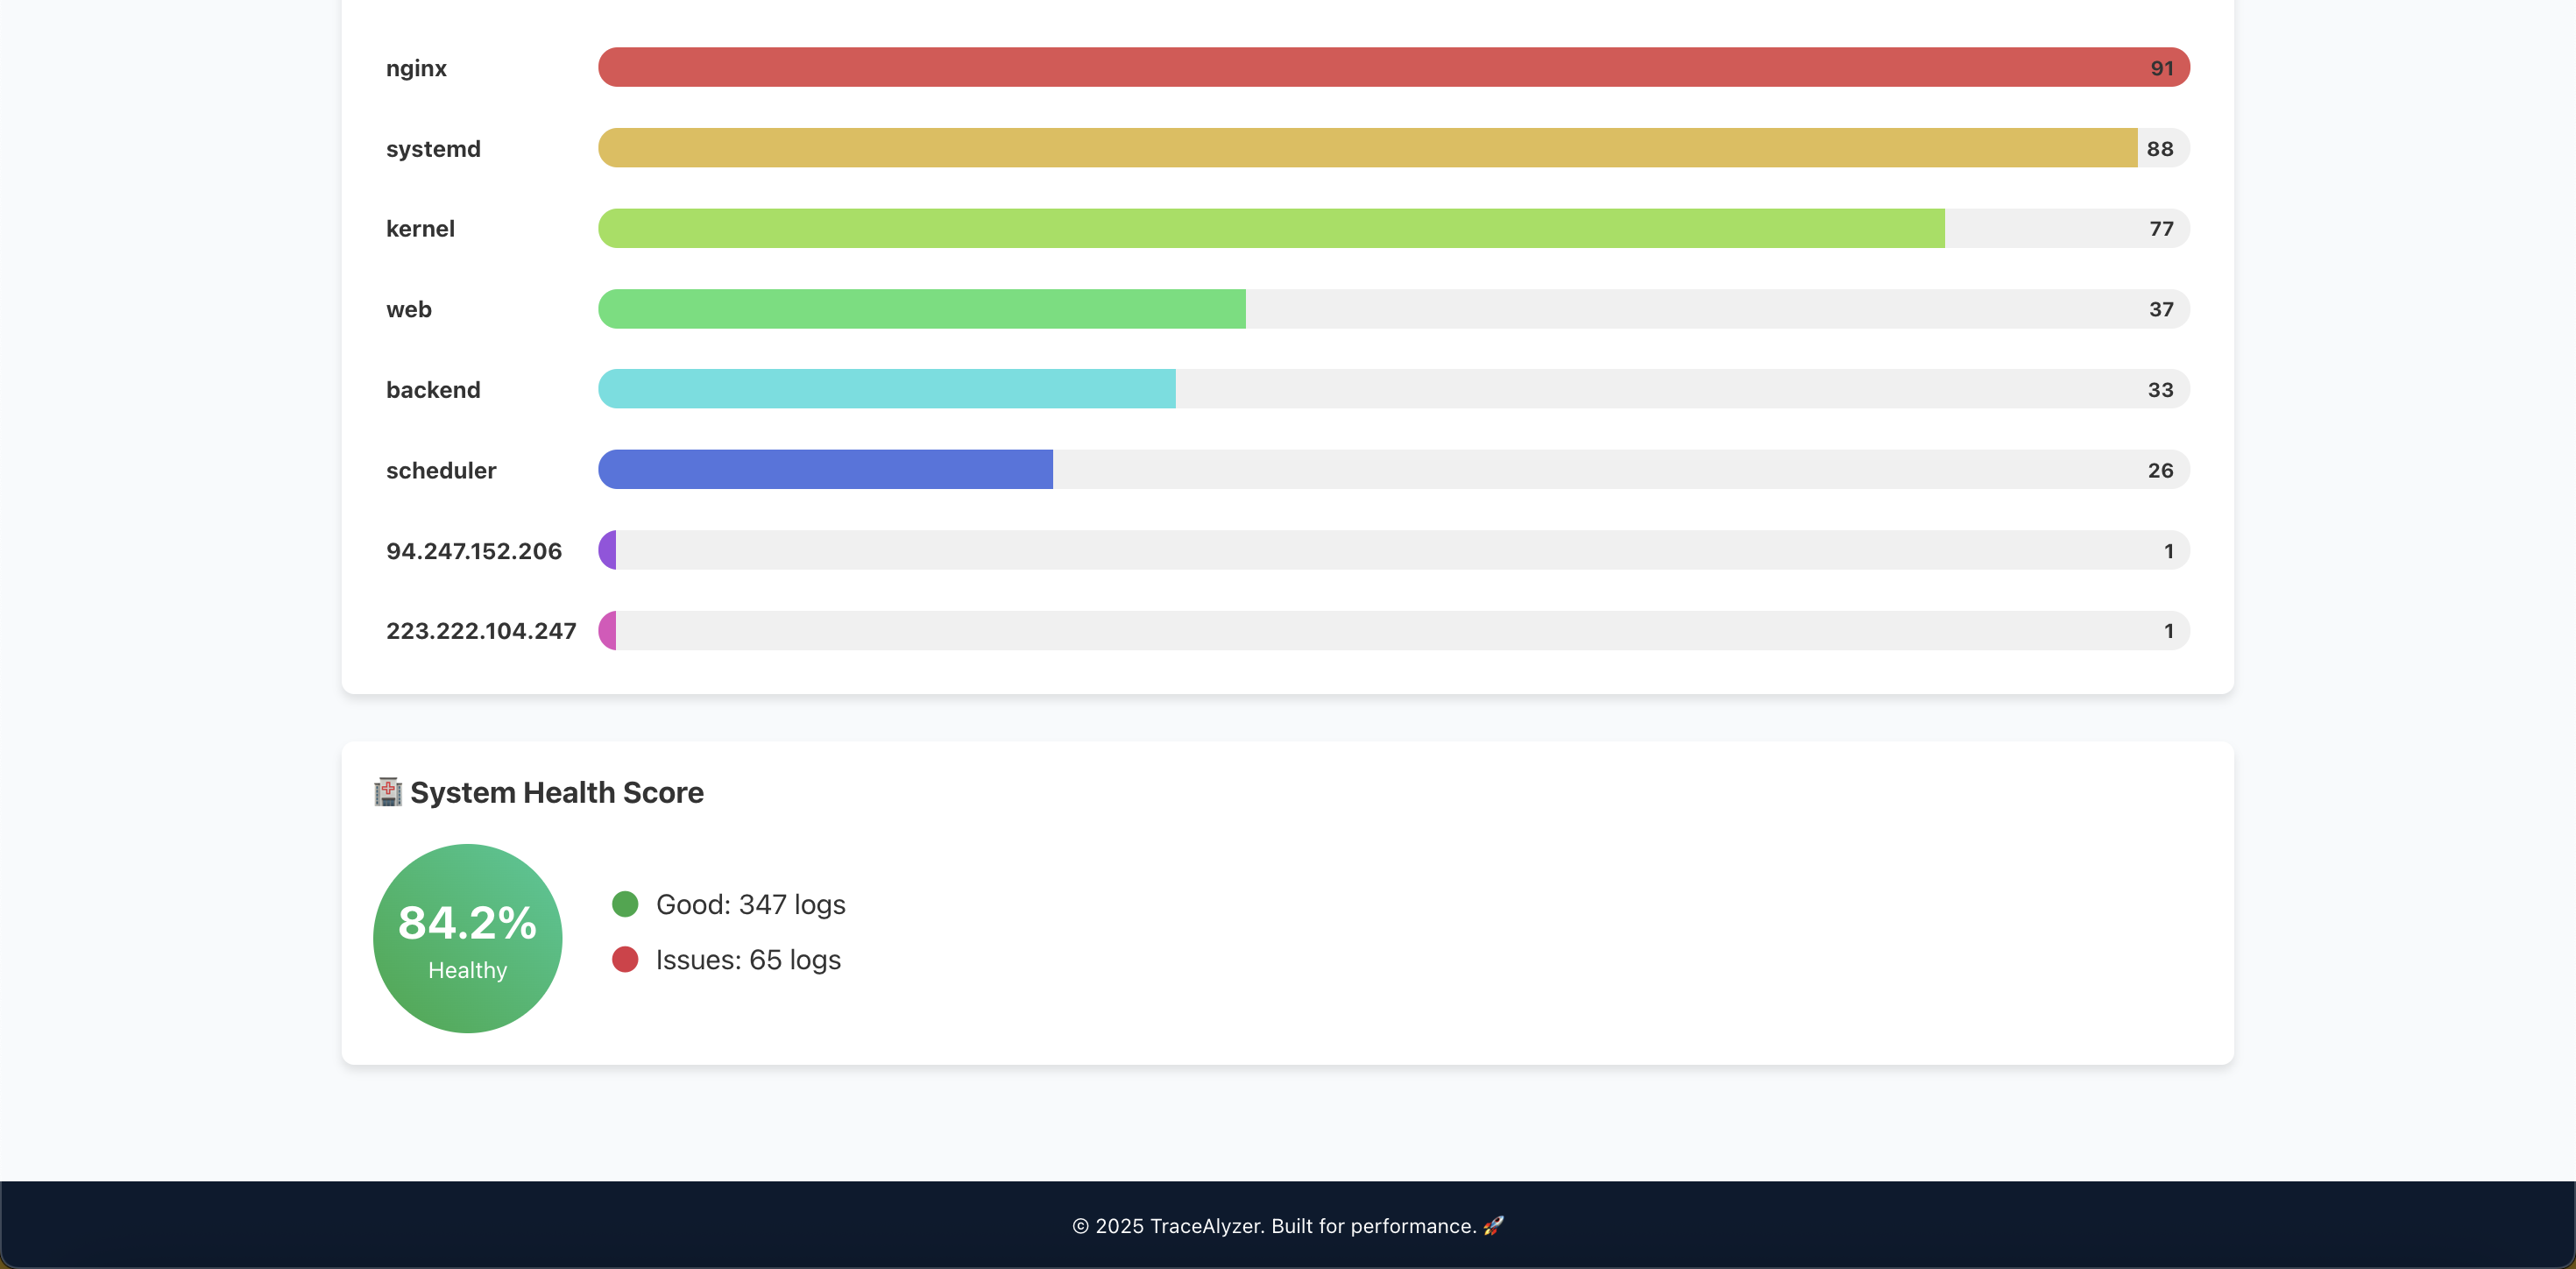 nginx 91
systemd 88
kernel 77
web 37
backend 33
scheduler 26
94.247.152.206 1
223.222.104.247 1
🏥 System Health Score
84.2%
Healthy
Good: 347 logs
Issues: 65 logs
© 2025 TraceAlyzer. Built for performance. 🚀